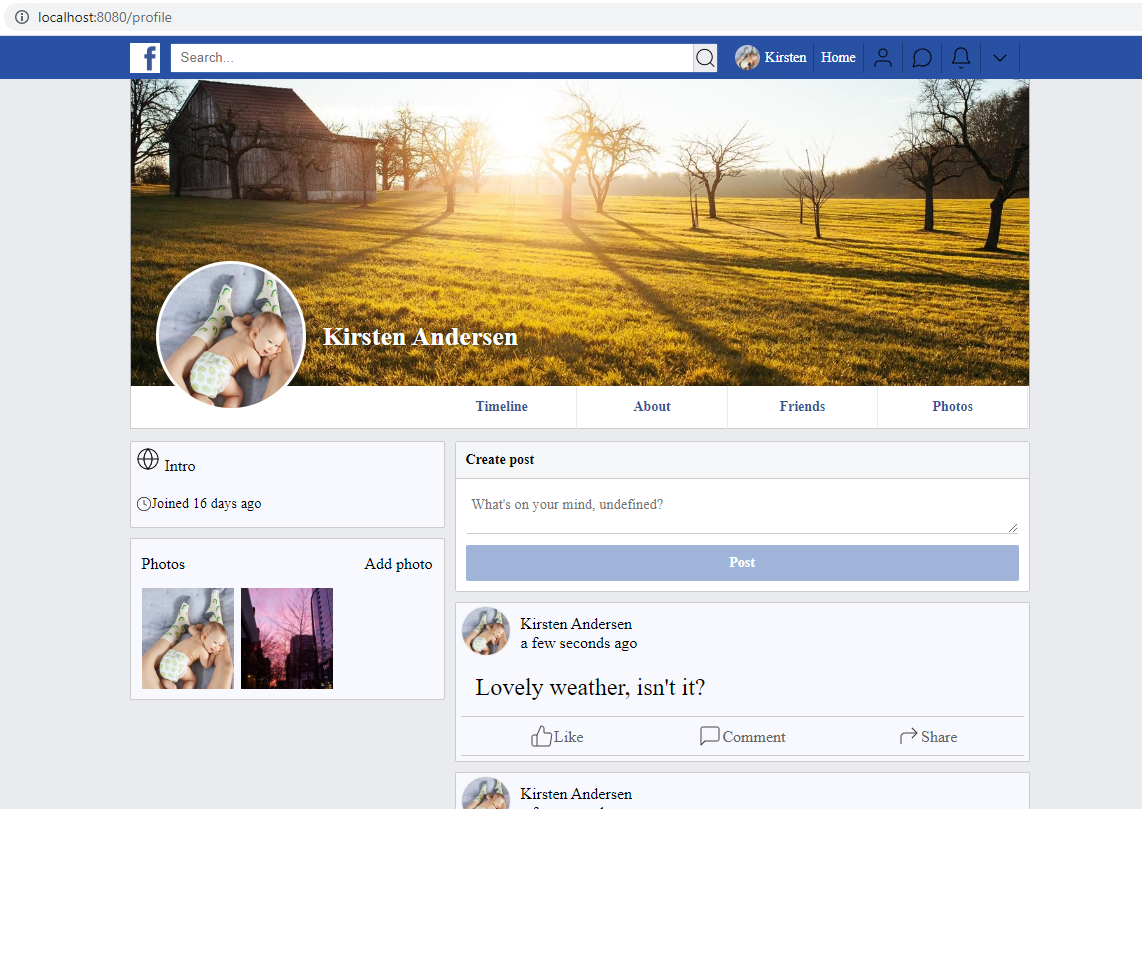 localhost:8080/profile
f
Search...
Kirsten
Home
Kirsten Andersen
Timeline
About
Friends
Photos
Intro
Joined 16 days ago
Photos
Add photo
Create post
What's on your mind, undefined?
Post
Kirsten Andersen
a few seconds ago
Lovely weather, isn't it?
Like
Comment
Share
Kirsten Andersen